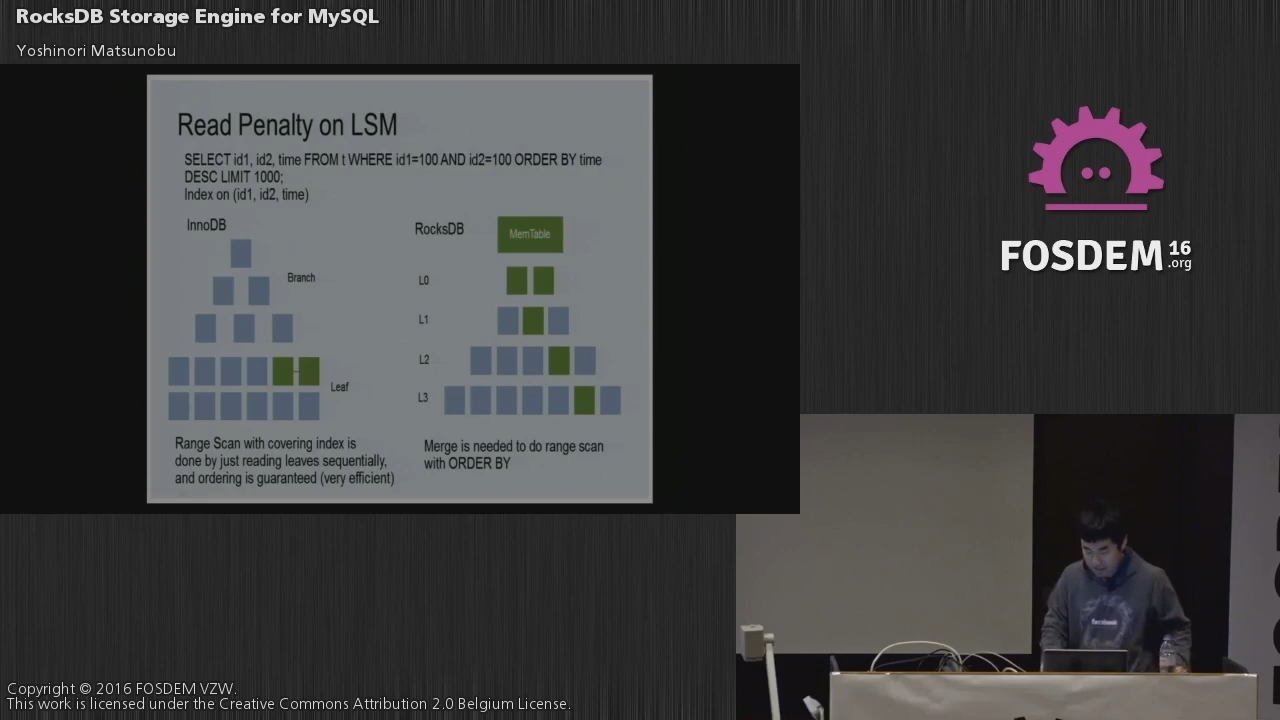 RocksDB Storage Engine for MySQL
Yoshinori Matsunobu
Read Penalty on LSM
SELECT id1, id2, time FROM t WHERE id1=100 AND id2=100 ORDER BY time
DESC LIMIT 1000;
Index on (id1, id2, time)
InnoDB
Branch
Leaf
Range Scan with covering index is
done by just reading leaves sequentially,
and ordering is guaranteed (very efficient)
RocksDB
MemTable
L0
L1
L2
L3
Merge is needed to do range scan
with ORDER BY
FOSDEM 16
.org
facebook
Copyright © 2016 FOSDEM VZW.
This work is licensed under the Creative Commons Attribution 2.0 Belgium License.